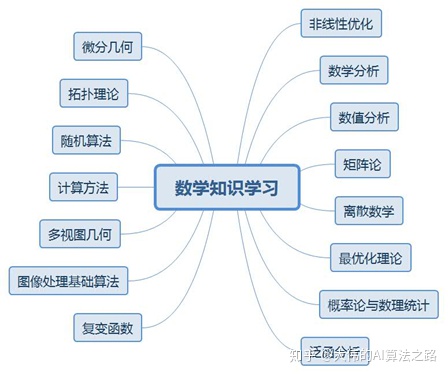 非线性优化
微分几何
数学分析
拓扑理论
数值分析
随机算法
矩阵论
数学知识学习
计算方法
离散数学
多视图几何
最优化理论
图像处理基础算法
概率论与数理统计
复变函数
泛函分析
知乎 @大伟的AI算法之路